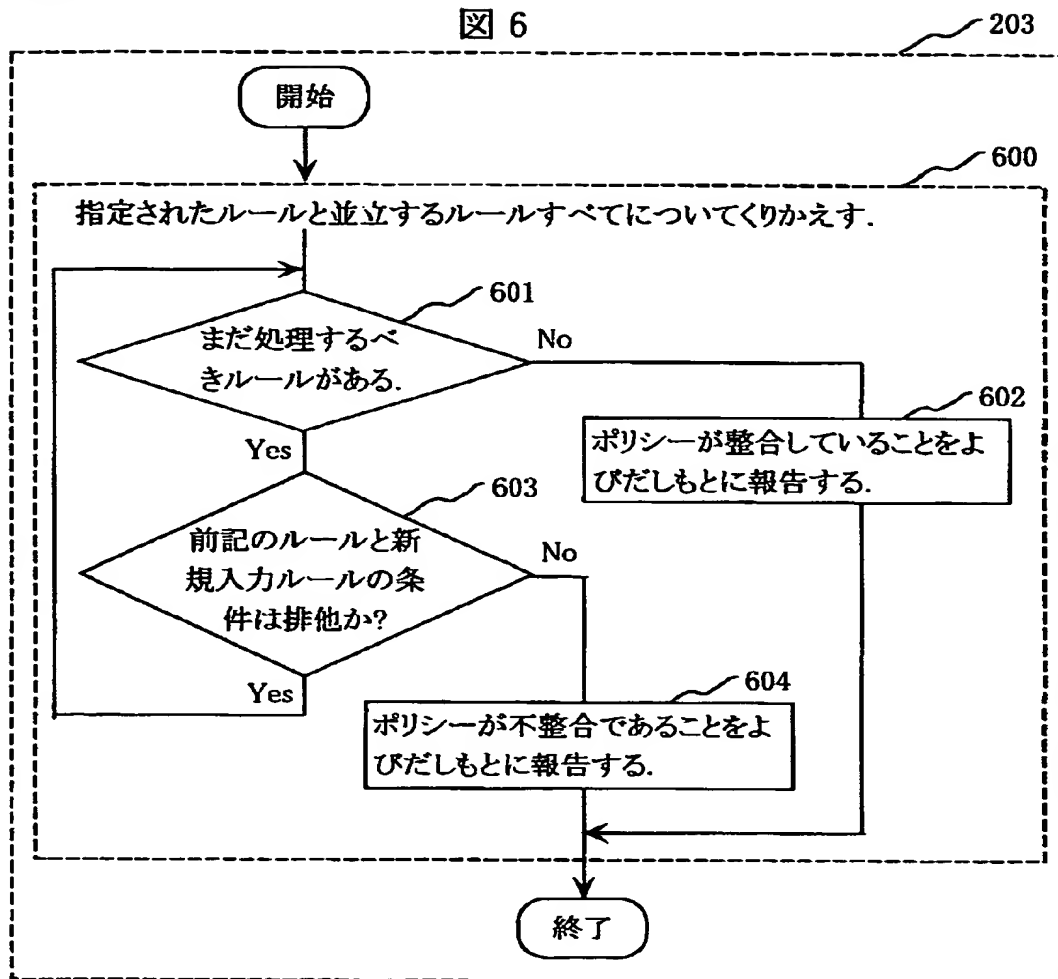 図 6
203
開始
600
指定されたルールと並立するルールすべてについてくりかえす.
601
まだ処理するべ
きルールがある.
No
Yes
602
ポリシーが整合していることをよ
びだしもとに報告する.
603
前記のルールと新
規入力ルールの条
件は排他か?
No
Yes
604
ポリシーが不整合であることをよ
びだしもとに報告する.
終了